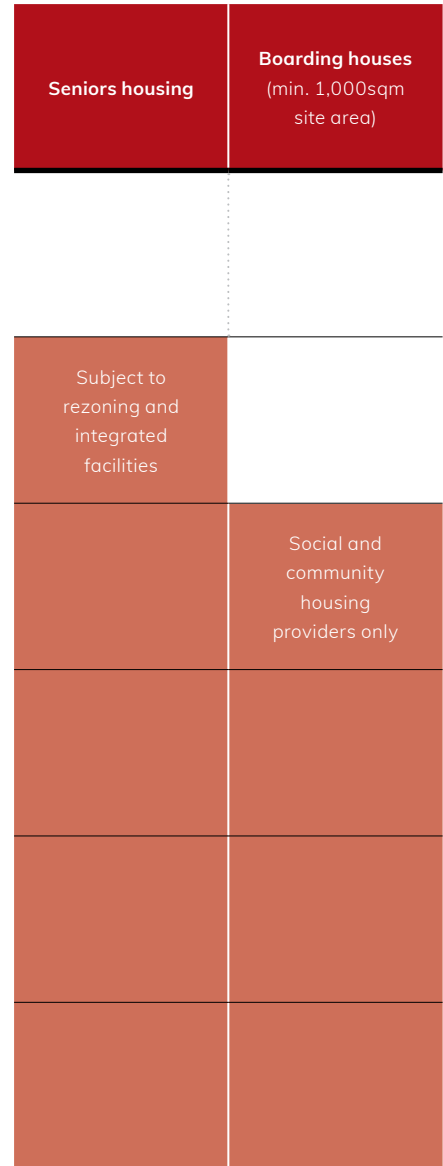 Seniors housing
Boarding houses
(min. 1,000sqm
site area)
Subject to
rezoning and
integrated
facilities
Social and
community
housing
providers only